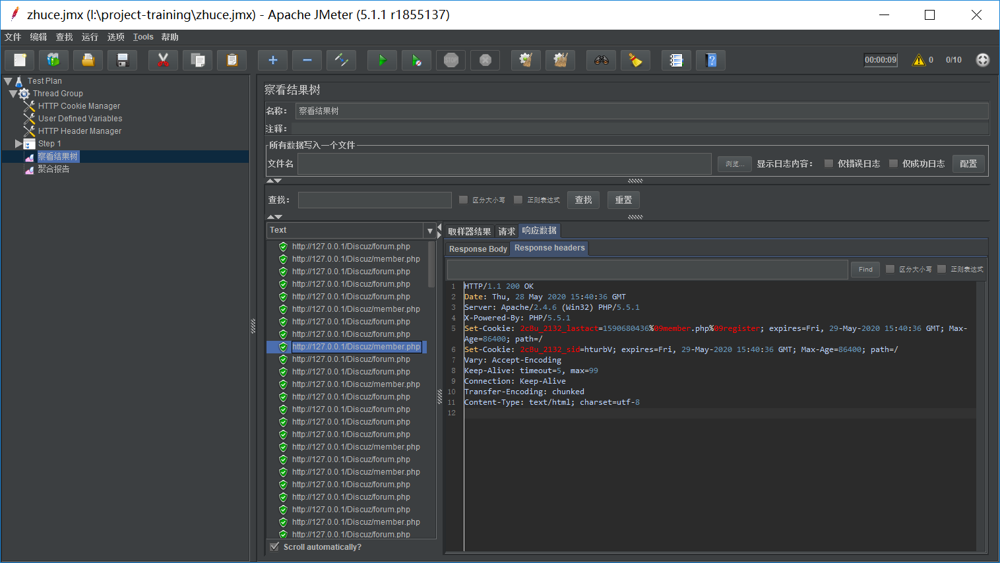 zhuce.jmx (I:\project-training\zhuce.jmx) - Apache JMeter (5.1.1 r1855137)
文件 编辑 查找 运行 选项 Tools 帮助
00:00:09 0 0/10
Test Plan
Thread Group
HTTP Cookie Manager
User Defined Variables
HTTP Header Manager
Step 1
察看结果树
聚合报告
察看结果树
名称： 察看结果树
注释：
所有数据写入一个文件
文件名 浏览... 显示日志内容： 仅错误日志 仅成功日志 配置
查找： 区分大小写 正则表达式 查找 重置
Text
http://127.0.0.1/Discuz/forum.php
http://127.0.0.1/Discuz/member.php
http://127.0.0.1/Discuz/forum.php
http://127.0.0.1/Discuz/forum.php
http://127.0.0.1/Discuz/forum.php
http://127.0.0.1/Discuz/member.php
http://127.0.0.1/Discuz/forum.php
http://127.0.0.1/Discuz/forum.php
http://127.0.0.1/Discuz/member.php
http://127.0.0.1/Discuz/forum.php
http://127.0.0.1/Discuz/forum.php
http://127.0.0.1/Discuz/member.php
http://127.0.0.1/Discuz/forum.php
http://127.0.0.1/Discuz/forum.php
http://127.0.0.1/Discuz/forum.php
http://127.0.0.1/Discuz/forum.php
http://127.0.0.1/Discuz/member.php
http://127.0.0.1/Discuz/forum.php
http://127.0.0.1/Discuz/member.php
http://127.0.0.1/Discuz/forum.php
http://127.0.0.1/Discuz/forum.php
http://127.0.0.1/Discuz/forum.php
http://127.0.0.1/Discuz/member.php
http://127.0.0.1/Discuz/forum.php
Scroll automatically?
取样器结果 请求 响应数据
Response Body Response headers
Find 区分大小写 正则表达式
1 HTTP/1.1 200 OK
2 Date: Thu, 28 May 2020 15:40:36 GMT
3 Server: Apache/2.4.6 (Win32) PHP/5.5.1
4 X-Powered-By: PHP/5.5.1
5 Set-Cookie: 2cBu_2132_lastact=1590680436%09member.php%09register; expires=Fri, 29-May-2020 15:40:36 GMT; Max-
Age=86400; path=/
6 Set-Cookie: 2cBu_2132_sid=hturbV; expires=Fri, 29-May-2020 15:40:36 GMT; Max-Age=86400; path=/
7 Vary: Accept-Encoding
8 Keep-Alive: timeout=5, max=99
9 Connection: Keep-Alive
10 Transfer-Encoding: chunked
11 Content-Type: text/html; charset=utf-8
12